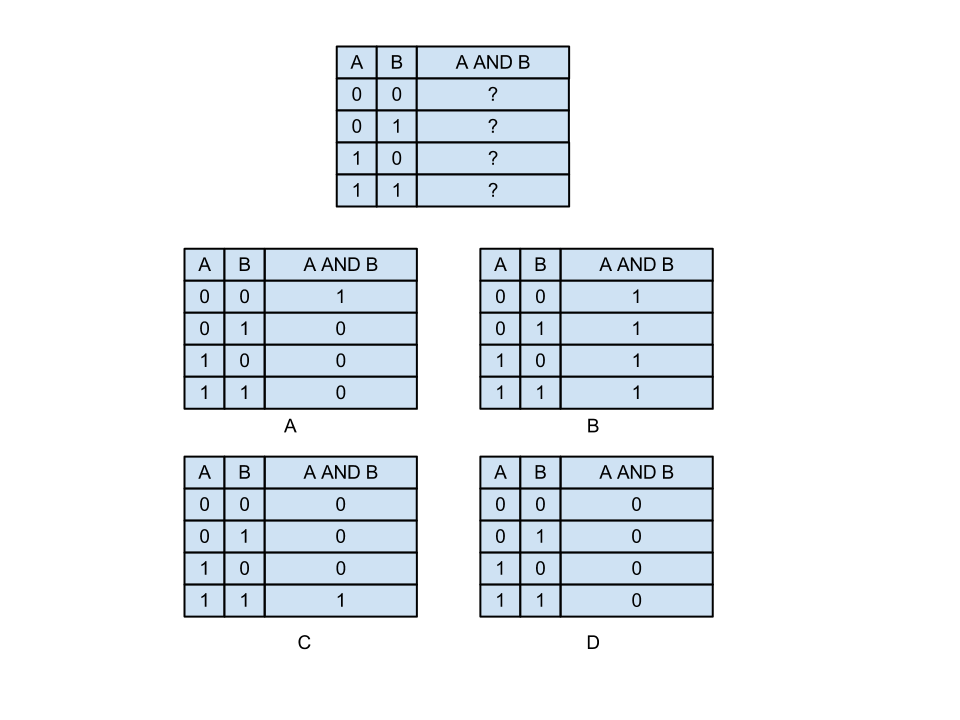 A B A AND B
0 0 ?
0 1 ?
1 0 ?
1 1 ?
A B A AND B
0 0 1
0 1 0
1 0 0
1 1 0
A
A B A AND B
0 0 1
0 1 1
1 0 1
1 1 1
B
A B A AND B
0 0 0
0 1 0
1 0 0
1 1 1
C
A B A AND B
0 0 0
0 1 0
1 0 0
1 1 0
D